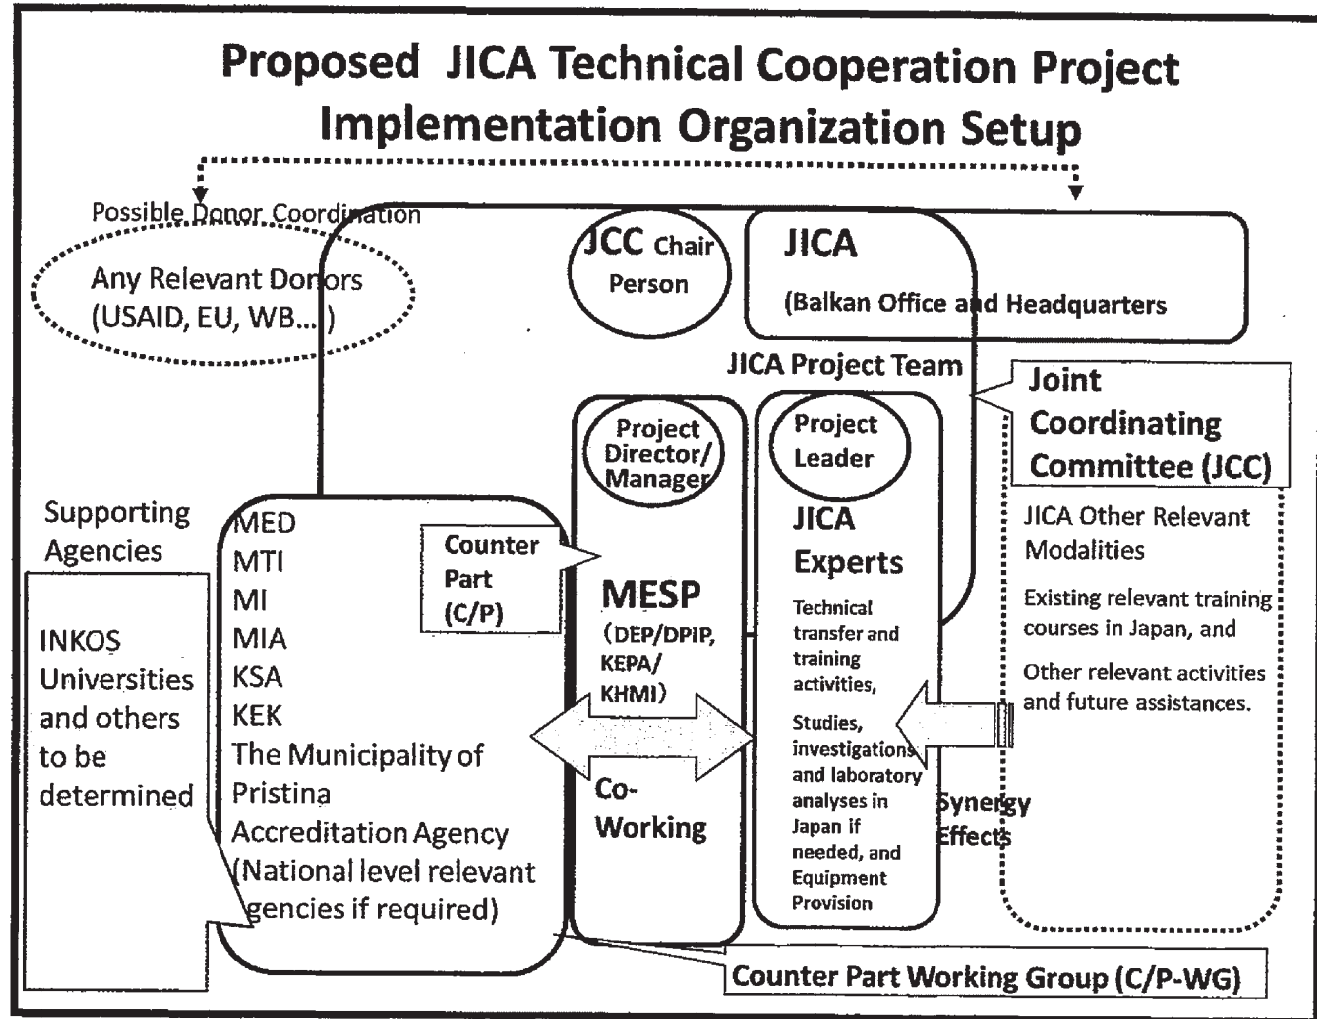 Proposed JICA Technical Cooperation Project
Implementation Organization Setup
Possible Donor Coordination
Any Relevant Donors
(USAID, EU, WB....)
JCC Chair
Person
JICA
(Balkan Office and Headquarters
JICA Project Team
Joint
Coordinating
Committee (JCC)
Project
Director/
Manager
Project
Leader
Supporting
Agencies
INKOS
Universities
and others
to be
determined
MED
MTI
MI
MIA
KSA
KEK
The Municipality of
Pristina
Accreditation Agency
(National level relevant
agencies if required)
Counter
Part
(C/P)
MESP
(DEP/DPIP,
KEPA/
KHMI)
Co-
Working
JICA
Experts
Technical
transfer and
training
activities,
Studies,
investigations
and laboratory
analyses in
Japan if
needed, and
Equipment
Provision
JICA Other Relevant
Modalities
Existing relevant training
courses in Japan, and
Other relevant activities
and future assistances.
Synergy
Effects
Counter Part Working Group (C/P-WG)